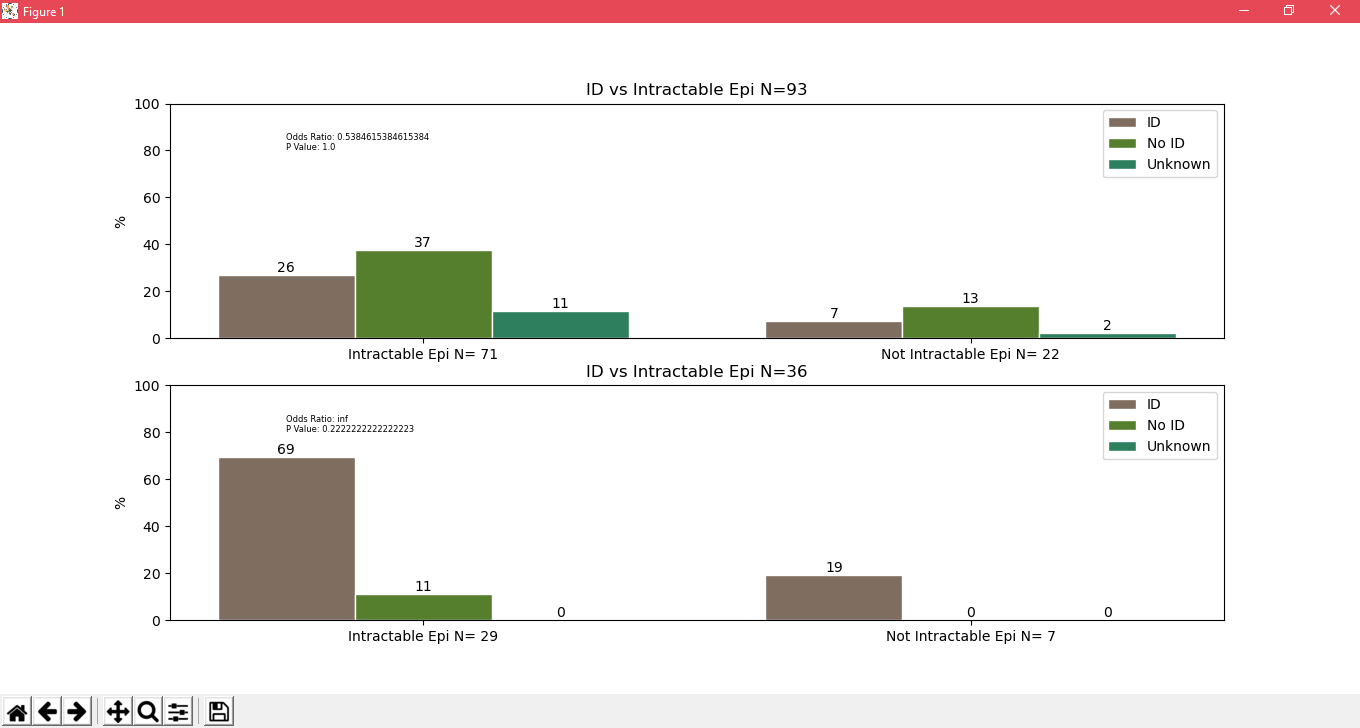 Figure 1
ID vs Intractable Epi N=93
100
80
60
40
20
0
%
Odds Ratio: 0.5384615384615384
P Value: 1.0
ID
No ID
Unknown
26
37
11
7
13
2
Intractable Epi N= 71
Not Intractable Epi N= 22
ID vs Intractable Epi N=36
100
80
60
40
20
0
%
Odds Ratio: inf
P Value: 0.2222222222222223
ID
No ID
Unknown
69
11
0
19
0
0
Intractable Epi N= 29
Not Intractable Epi N= 7